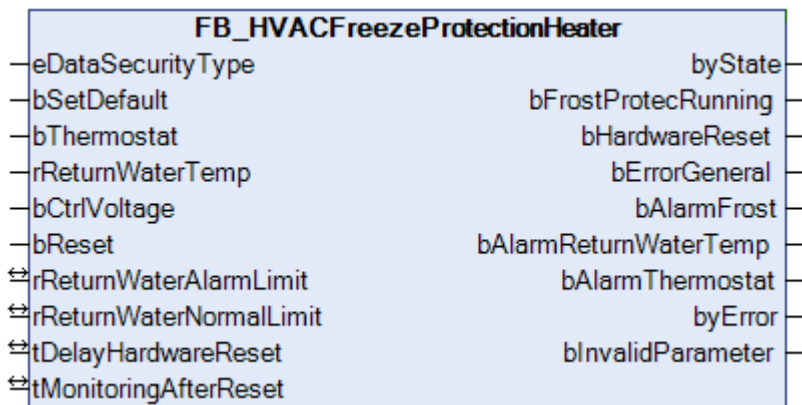 FB_HVACFreezeProtectionHeater
eDataSecurityType byState
bSetDefault bFrostProtecRunning
bThermostat bHardwareReset
rReturnWaterTemp bErrorGeneral
bCtrlVoltage bAlarmFrost
bReset bAlarmReturnWaterTemp
rReturnWaterAlarmLimit bAlarmThermostat
rReturnWaterNormalLimit byError
tDelayHardwareReset bInvalidParameter
tMonitoringAfterReset